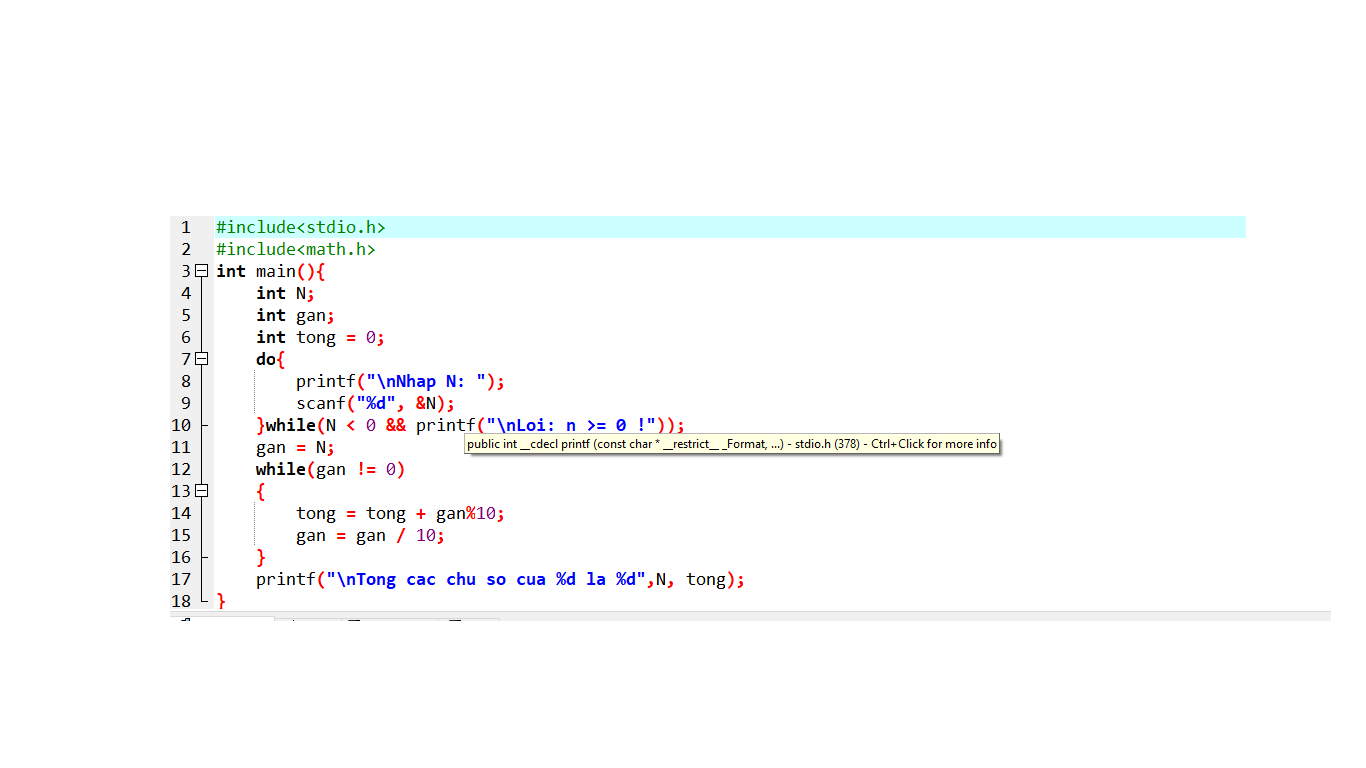 1 #include<stdio.h>
2 #include<math.h>
3 int main(){
4 int N;
5 int gan;
6 int tong = 0;
7 do{
8 printf("\nNhap N: ");
9 scanf("%d", &N);
10 }while(N < 0 && printf("\nLoi: n >= 0 !"));
public int __cdecl printf (const char * __restrict__ _Format, ...) - stdio.h (378) - Ctrl+Click for more info
11 gan = N;
12 while(gan != 0)
13 {
14 tong = tong + gan%10;
15 gan = gan / 10;
16 }
17 printf("\nTong cac chu so cua %d la %d",N, tong);
18 }